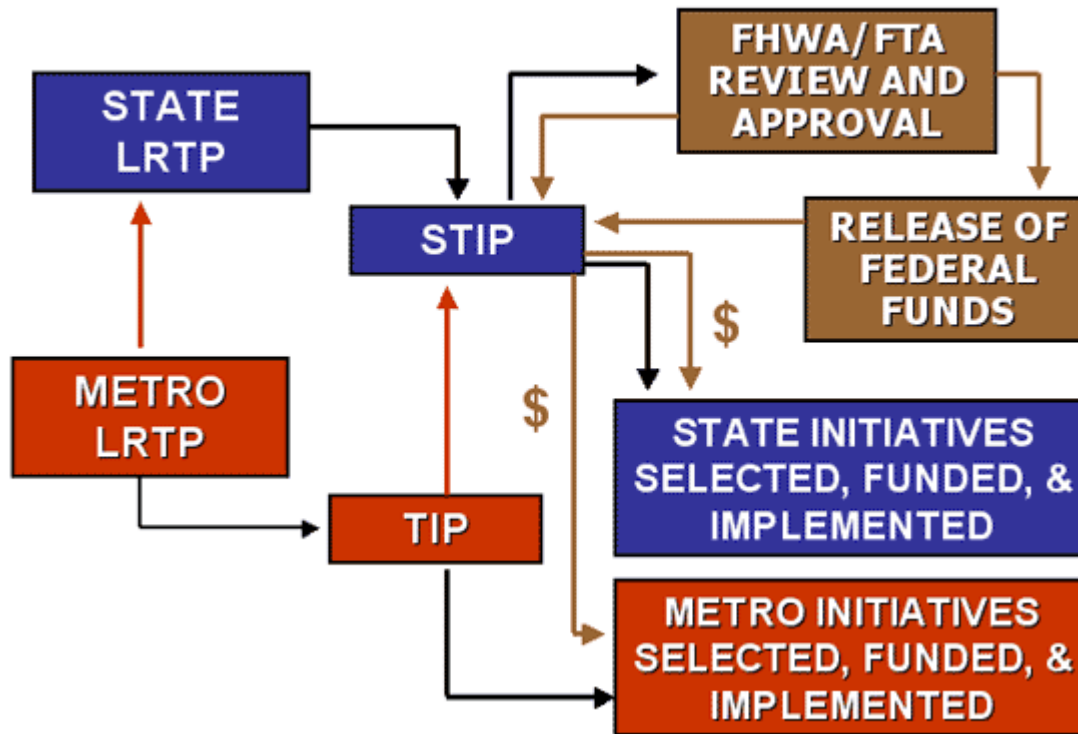 FHWA/FTA
REVIEW AND
APPROVAL
STATE
LRTP
STIP
RELEASE OF
FEDERAL
FUNDS
$
METRO
LRTP
$
STATE INITIATIVES
SELECTED, FUNDED, &
IMPLEMENTED
TIP
METRO INITIATIVES
SELECTED, FUNDED, &
IMPLEMENTED